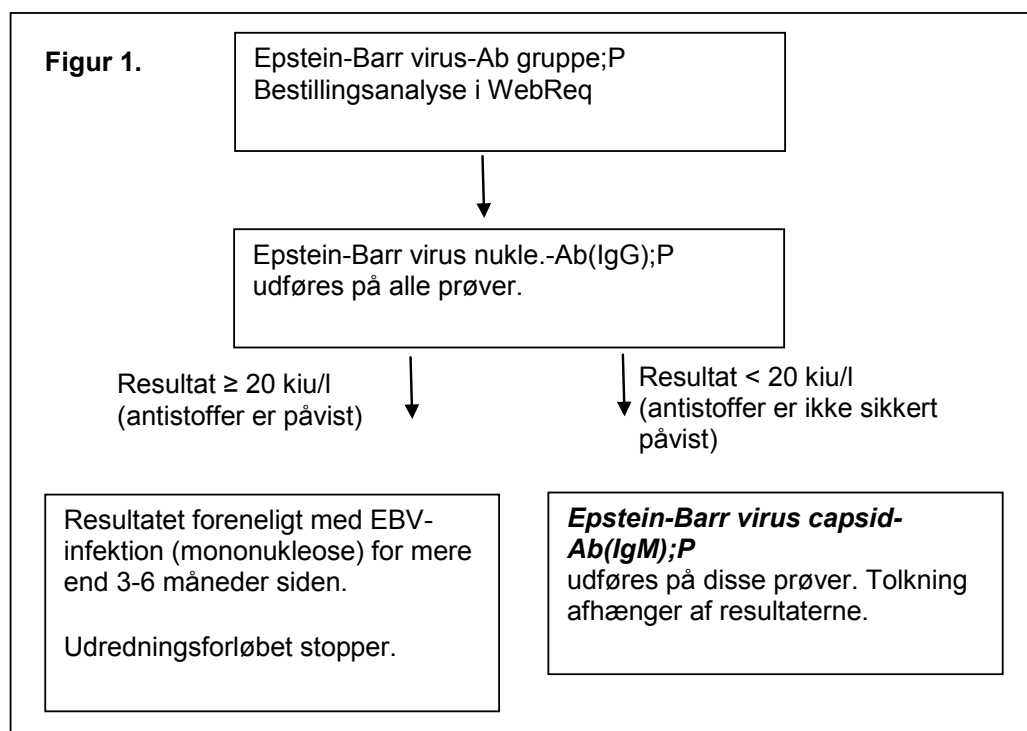 Figur 1.
Epstein-Barr virus-Ab gruppe;P
Bestillingsanalyse i WebReq
Epstein-Barr virus nukle.-Ab(IgG);P
udføres på alle prøver.
Resultat ≥ 20 kiu/l
(antistoffer er påvist)
Resultat < 20 kiu/l
(antistoffer er ikke sikkert
påvist)
Resultatet foreneligt med EBV-
infektion (mononukleose) for mere
end 3-6 måneder siden.
Udredningsforløbet stopper.
Epstein-Barr virus capsid-
Ab(IgM);P
udføres på disse prøver. Tolkning
afhænger af resultaterne.